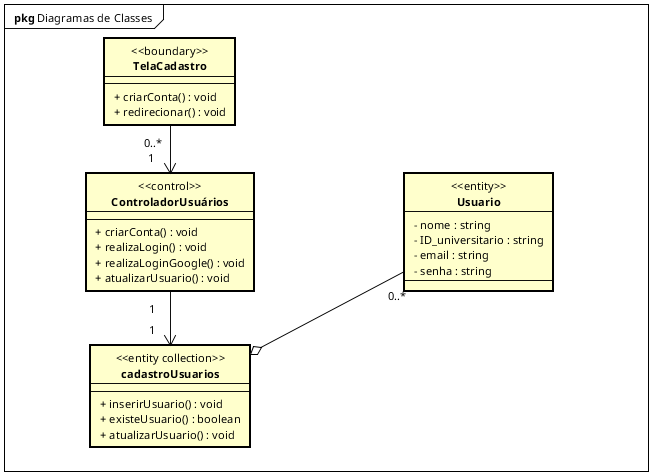 pkg Diagramas de Classes
<<boundary>>
TelaCadastro
+ criarConta() : void
+ redirecionar() : void
0..*
1
<<control>>
ControladorUsuários
+ criarConta() : void
+ realizaLogin() : void
+ realizaLoginGoogle() : void
+ atualizarUsuario() : void
<<entity>>
Usuario
- nome : string
- ID_universitario : string
- email : string
- senha : string
0..*
1
1
<<entity collection>>
cadastroUsuarios
+ inserirUsuario() : void
+ existeUsuario() : boolean
+ atualizarUsuario() : void